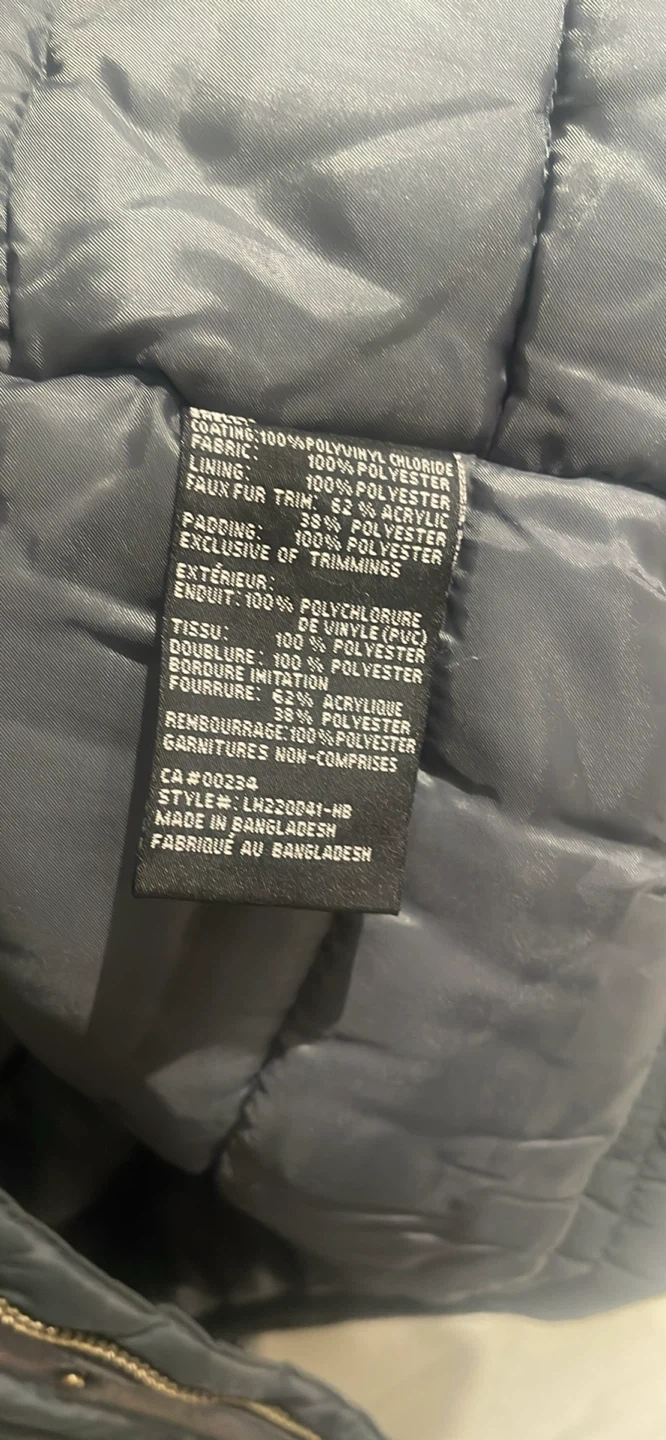 COATING:100%POLYVINYL CHLORIDE
FABRIC: 100% POLYESTER
LINING: 100% POLYESTER
FAUX FUR TRIM: 62 % ACRYLIC
38% POLYESTER
PADDING: 100% POLYESTER
EXCLUSIVE OF TRIMMINGS
EXTÉRIEUR:
ENDUIT:100% POLYCHLORURE
DE VINYLE (PVC)
TISSU: 100 % POLYESTER
DOUBLURE: 100 % POLYESTER
BORDURE IMITATION
FOURRURE: 62% ACRYLIQUE
38% POLYESTER
REMBOURRAGE:100%POLYESTER
GARNITURES NON-COMPRISES
CA#00234
STYLE#: LH220041-HB
MADE IN BANGLADESH
FABRIQUÉ AU BANGLADESH